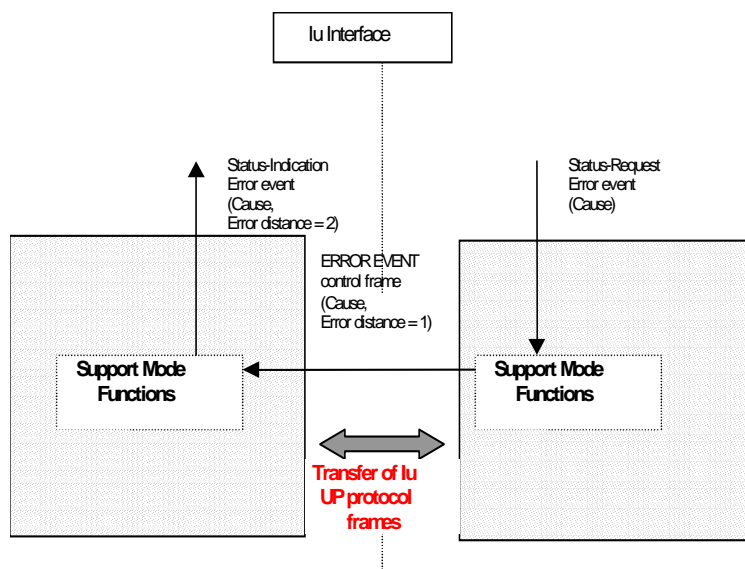 Iu Interface
Status-Indication
Error event
(Cause,
Error distance = 2)
Status-Request
Error event
(Cause)
ERROR EVENT
control frame
(Cause,
Error distance = 1)
Support Mode
Functions
Support Mode
Functions
Transfer of Iu
UP protocol
frames